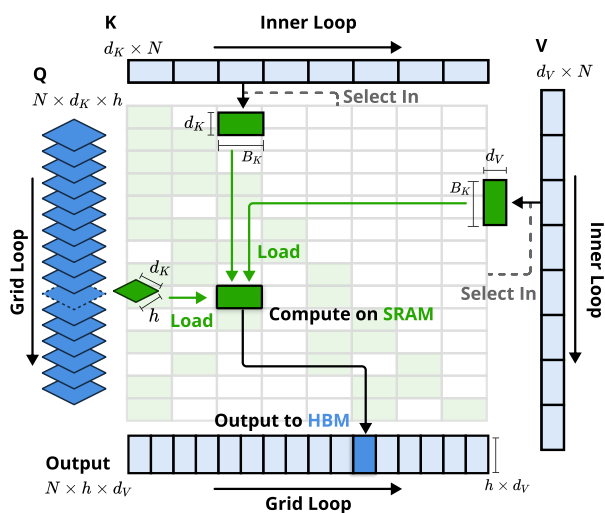 K
Inner Loop
d_K × N
V
d_V × N
Q
N × d_K × h
Select In
d_K
B_K
d_V
B_K
Grid Loop
Inner Loop
Load
d_K
Select In
h
Load
Compute on SRAM
Output to HBM
Output
N × h × d_V
h × d_V
Grid Loop